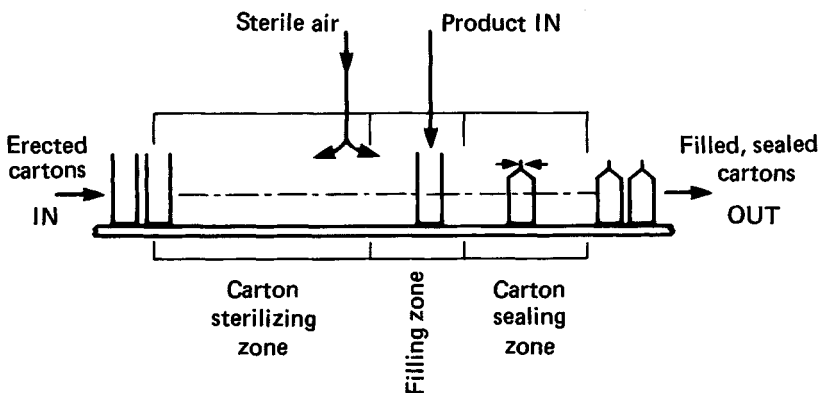 Sterile air
Product IN
Erected
cartons
IN
Filled, sealed
cartons
OUT
Carton
sterilizing
zone
Filling zone
Carton
sealing
zone